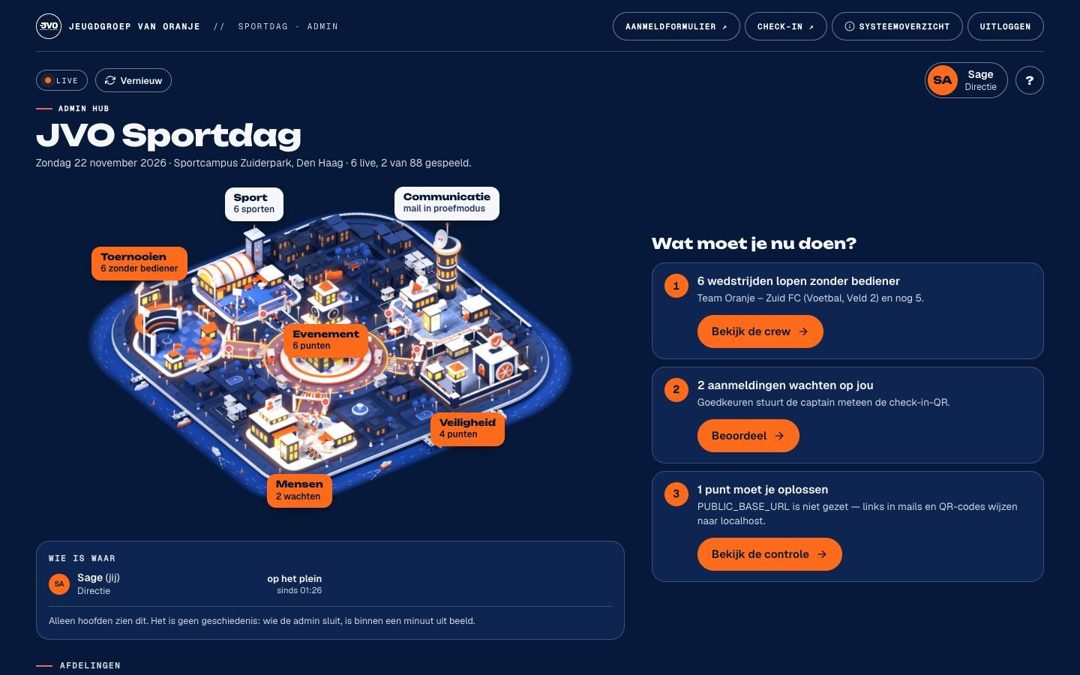 JVO JEUGDGROEP VAN ORANJE // SPORTDAG · ADMIN
AANMELDFORMULIER ↗ CHECK-IN ↗ SYSTEEMOVERZICHT UITLOGGEN
LIVE Vernieuw
SA Sage
Directie
?
ADMIN HUB
JVO Sportdag
Zondag 22 november 2026 · Sportcampus Zuiderpark, Den Haag · 6 live, 2 van 88 gespeeld.
Sport
6 sporten
Communicatie
mail in proefmodus
Toernooien
6 zonder bediener
Evenement
6 punten
Veiligheid
4 punten
Mensen
2 wachten
Wat moet je nu doen?
1 6 wedstrijden lopen zonder bediener
Team Oranje – Zuid FC (Voetbal, Veld 2) en nog 5.
Bekijk de crew →
2 2 aanmeldingen wachten op jou
Goedkeuren stuurt de captain meteen de check-in-QR.
Beoordeel →
3 1 punt moet je oplossen
PUBLIC_BASE_URL is niet gezet — links in mails en QR-codes wijzen
naar localhost.
Bekijk de controle →
WIE IS WAAR
SA Sage (jij) op het plein
Directie sinds 01:26
Alleen hoofden zien dit. Het is geen geschiedenis: wie de admin sluit, is binnen een minuut uit beeld.
AFDELINGEN